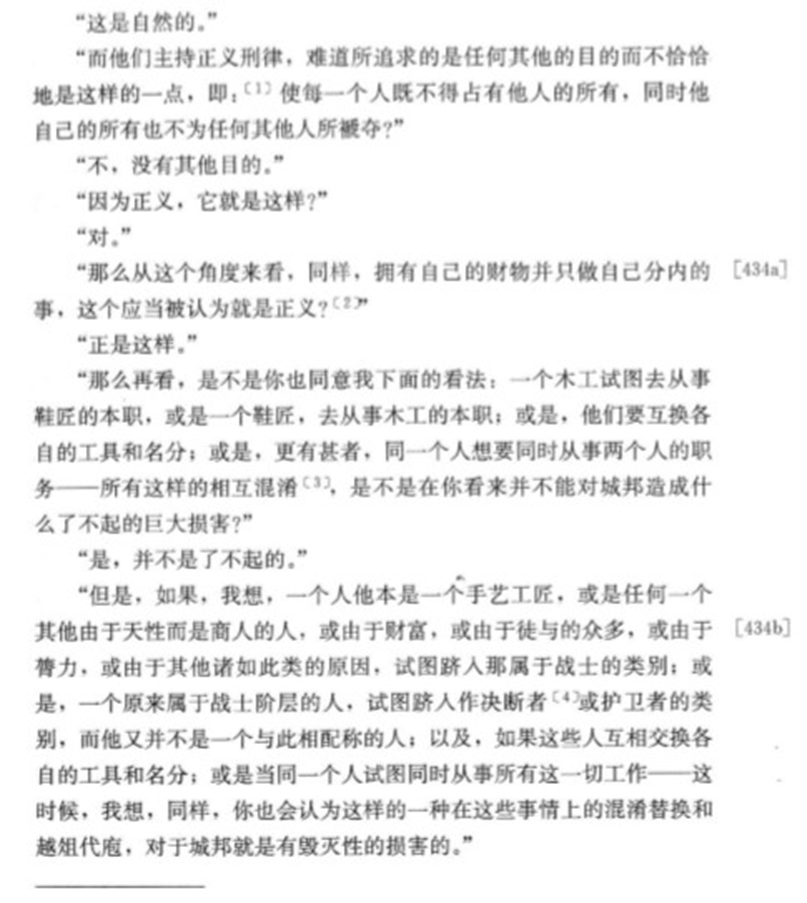 “这是自然的。”
“而他们主持正义刑律，难道所追求的是任何其他的目的而不恰恰
地是这样的一点，即：〔1〕使每一个人既不得占有他人的所有，同时他
自己的所有也不为任何其他人所褫夺?”
“不，没有其他目的。”
“因为正义，它就是这样?”
“对。”
“那么从这个角度来看，同样，拥有自己的财物并只做自己分内的 [434a]
事，这个应当被认为就是正义?〔2〕”
“正是这样。”
“那么再看，是不是你也同意我下面的看法：一个木工试图去从事
鞋匠的本职，或是一个鞋匠，去从事木工的本职；或是，他们要互换各
自的工具和名分；或是，更有甚者，同一个人想要同时从事两个人的职
务——所有这样的相互混淆〔3〕，是不是在你看来并不能对城邦造成什
么了不起的巨大损害?”
“是，并不是了不起的。”
“但是，如果，我想，一个人他本是一个手艺工匠，或是任何一个
其他由于天性而是商人的人，或由于财富，或由于徒与的众多，或由于 [434b]
膂力，或由于其他诸如此类的原因，试图跻入那属于战士的类别；或
是，一个原来属于战士阶层的人，试图跻入作决断者〔4〕或护卫者的类
别，而他又并不是一个与此相配称的人；以及，如果这些人互相交换各
自的工具和名分；或是当同一个人试图同时从事所有这一切工作——这
时候，我想，同样，你也会认为这样的一种在这些事情上的混淆替换和
越俎代庖，对于城邦就是有毁灭性的损害的。”